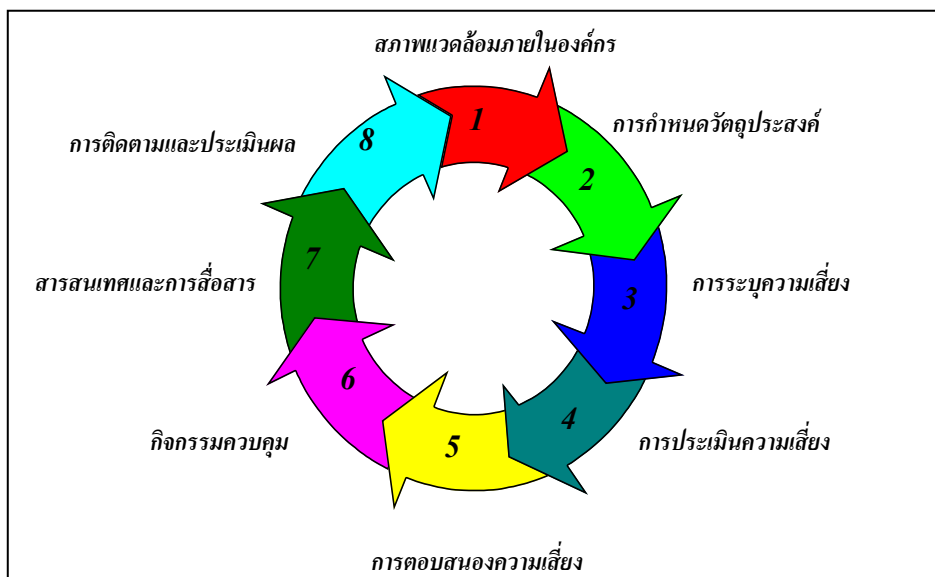 สภาพแวดล้อมภายในองค์กร
1
การกำหนดวัตถุประสงค์
2
การระบุความเสี่ยง
3
การประเมินความเสี่ยง
4
การตอบสนองความเสี่ยง
5
กิจกรรมควบคุม
6
สารสนเทศและการสื่อสาร
7
การติดตามและประเมินผล
8